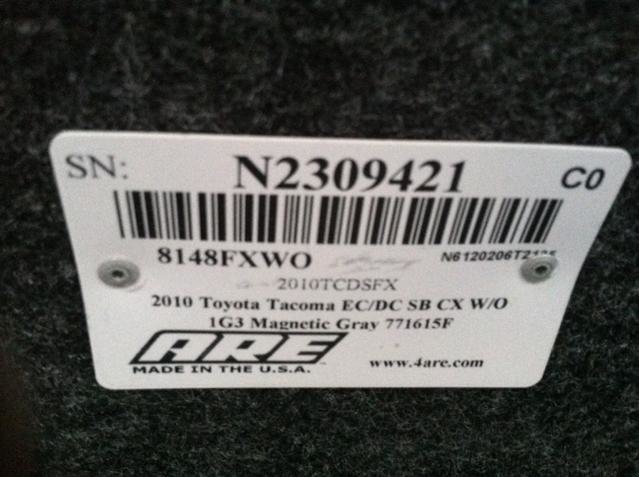 SN: N2309421 C0
8148FXWO
2010TCDSFX
2010 Toyota Tacoma EC/DC SB CX W/O
1G3 Magnetic Gray 771615F
ARE
MADE IN THE U.S.A. www.4are.com